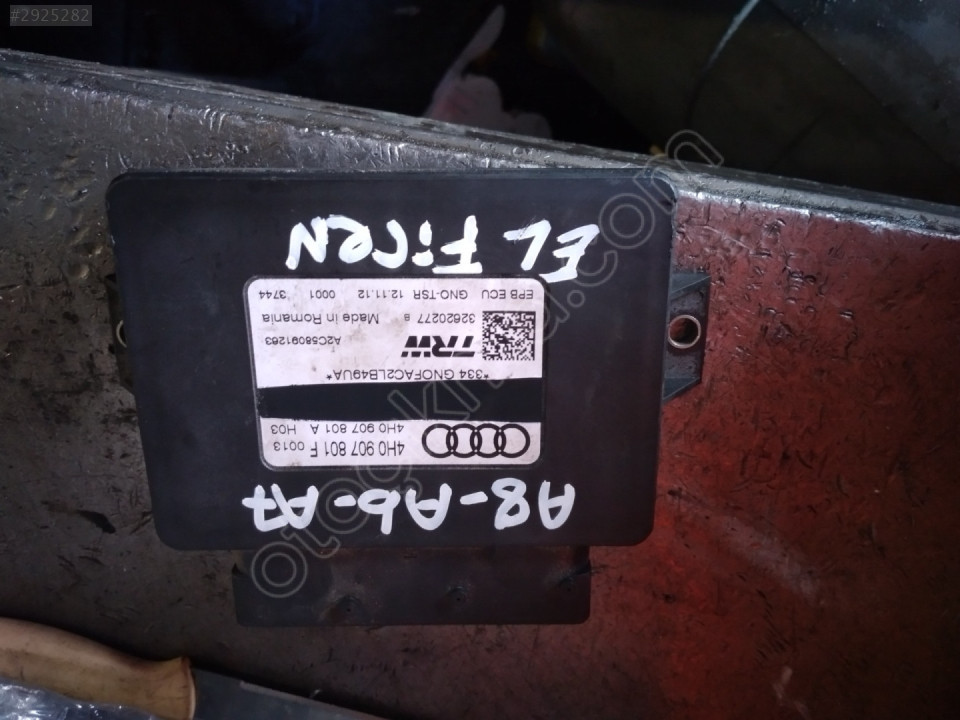 #2925282
A8-A6-A7
4H0 907 801 F 0013
4H0 907 801 A H03
*334 GNOFAC2LB49UA*
TRW A2C58091263
32620277 a Made in Romania
EPB ECU GNO-TSR 12.11.12 0001 3744
EL FiReN